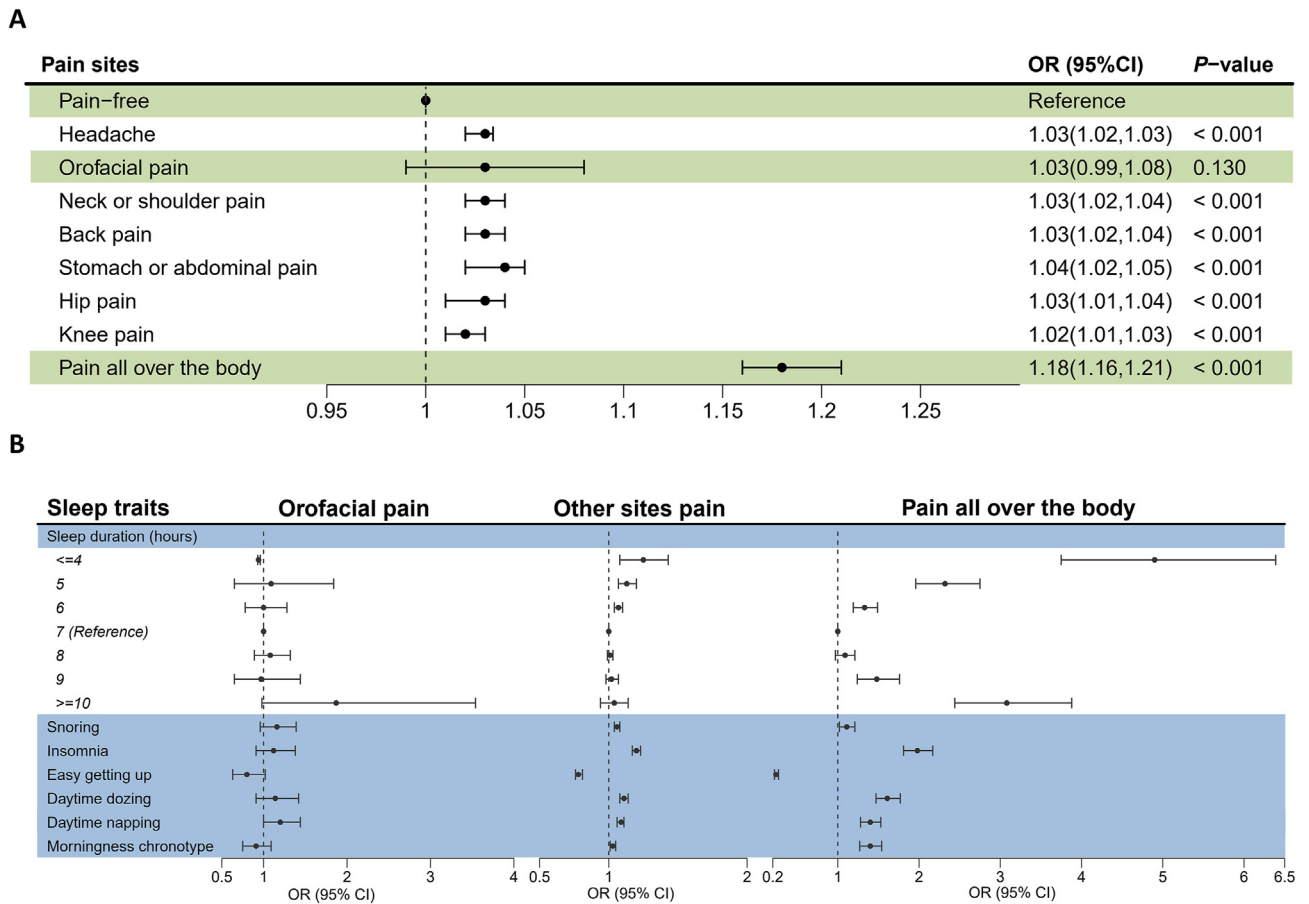 A
Pain sites OR (95%CI) P−value
Pain−free Reference
Headache 1.03(1.02,1.03) < 0.001
Orofacial pain 1.03(0.99,1.08) 0.130
Neck or shoulder pain 1.03(1.02,1.04) < 0.001
Back pain 1.03(1.02,1.04) < 0.001
Stomach or abdominal pain 1.04(1.02,1.05) < 0.001
Hip pain 1.03(1.01,1.04) < 0.001
Knee pain 1.02(1.01,1.03) < 0.001
Pain all over the body 1.18(1.16,1.21) < 0.001
0.95 1 1.05 1.1 1.15 1.2 1.25
B
Sleep traits Orofacial pain Other sites pain Pain all over the body
Sleep duration (hours)
<=4
5
6
7 (Reference)
8
9
>=10
Snoring
Insomnia
Easy getting up
Daytime dozing
Daytime napping
Morningness chronotype
0.5 1 2 3 4 0.5 1 2 0.2 1 2 3 4 5 6 6.5
OR (95% CI) OR (95% CI) OR (95% CI)